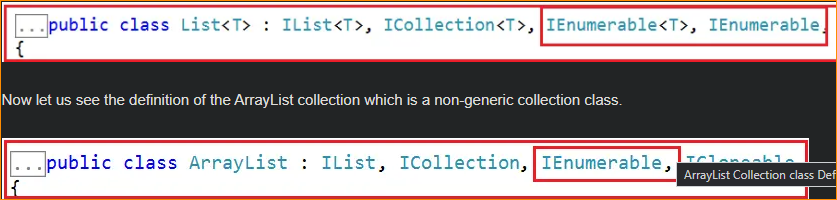 ...public class List<T> : IList<T>, ICollection<T>, IEnumerable<T>, IEnumerable,
{
Now let us see the definition of the ArrayList collection which is a non-generic collection class.
...public class ArrayList : IList, ICollection, IEnumerable, ICloneable
ArrayList Collection class Def
{